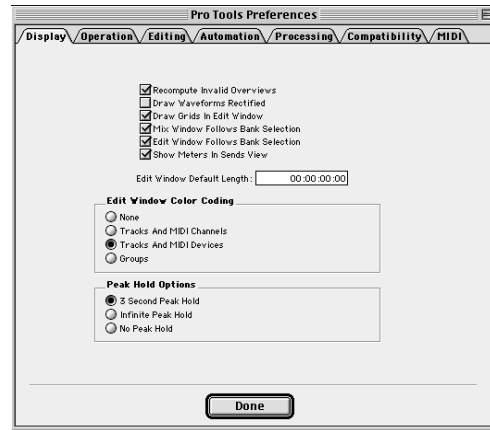 Pro Tools Preferences
Display Operation Editing Automation Processing Compatibility MIDI
Recompute Invalid Overviews
Draw Waveforms Rectified
Draw Grids In Edit Window
Mix Window Follows Bank Selection
Edit Window Follows Bank Selection
Show Meters In Sends View
Edit Window Default Length: 00:00:00:00
Edit Window Color Coding
None
Tracks And MIDI Channels
Tracks And MIDI Devices
Groups
Peak Hold Options
3 Second Peak Hold
Infinite Peak Hold
No Peak Hold
Done